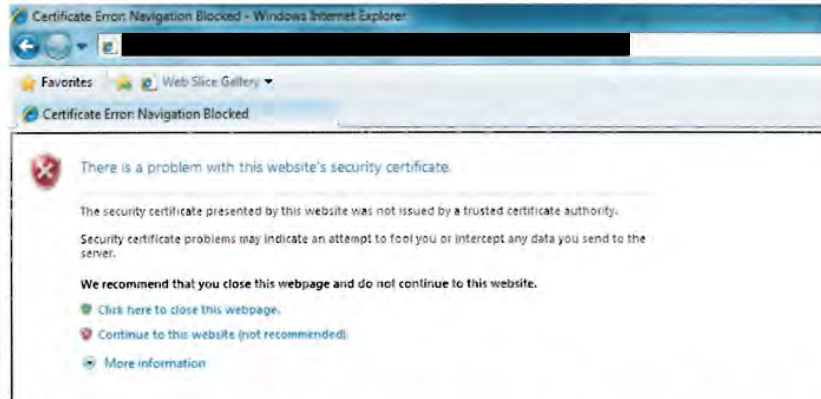 Certificate Error: Navigation Blocked - Windows Internet Explorer
Favorites Web Slice Gallery
Certificate Error: Navigation Blocked
There is a problem with this website's security certificate.
The security certificate presented by this website was not issued by a trusted certificate authority.
Security certificate problems may indicate an attempt to fool you or intercept any data you send to the
server.
We recommend that you close this webpage and do not continue to this website.
Click here to close this webpage.
Continue to this website (not recommended).
More information